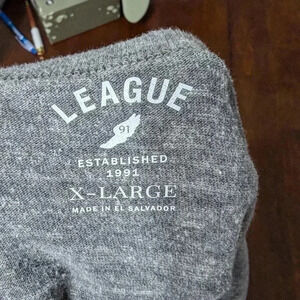 LEAGUE
91
ESTABLISHED
1991
X-LARGE
MADE IN EL SALVADOR